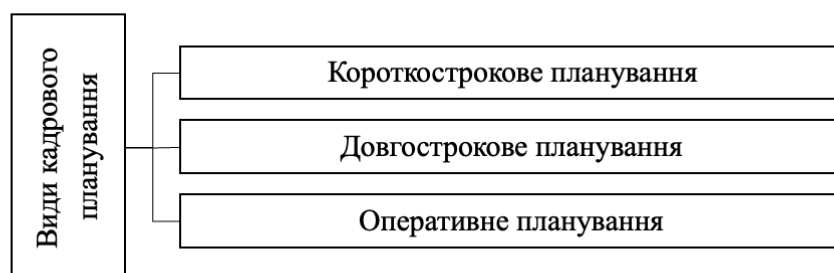 Види кадрового
планування
Короткострокове планування
Довгострокове планування
Оперативне планування